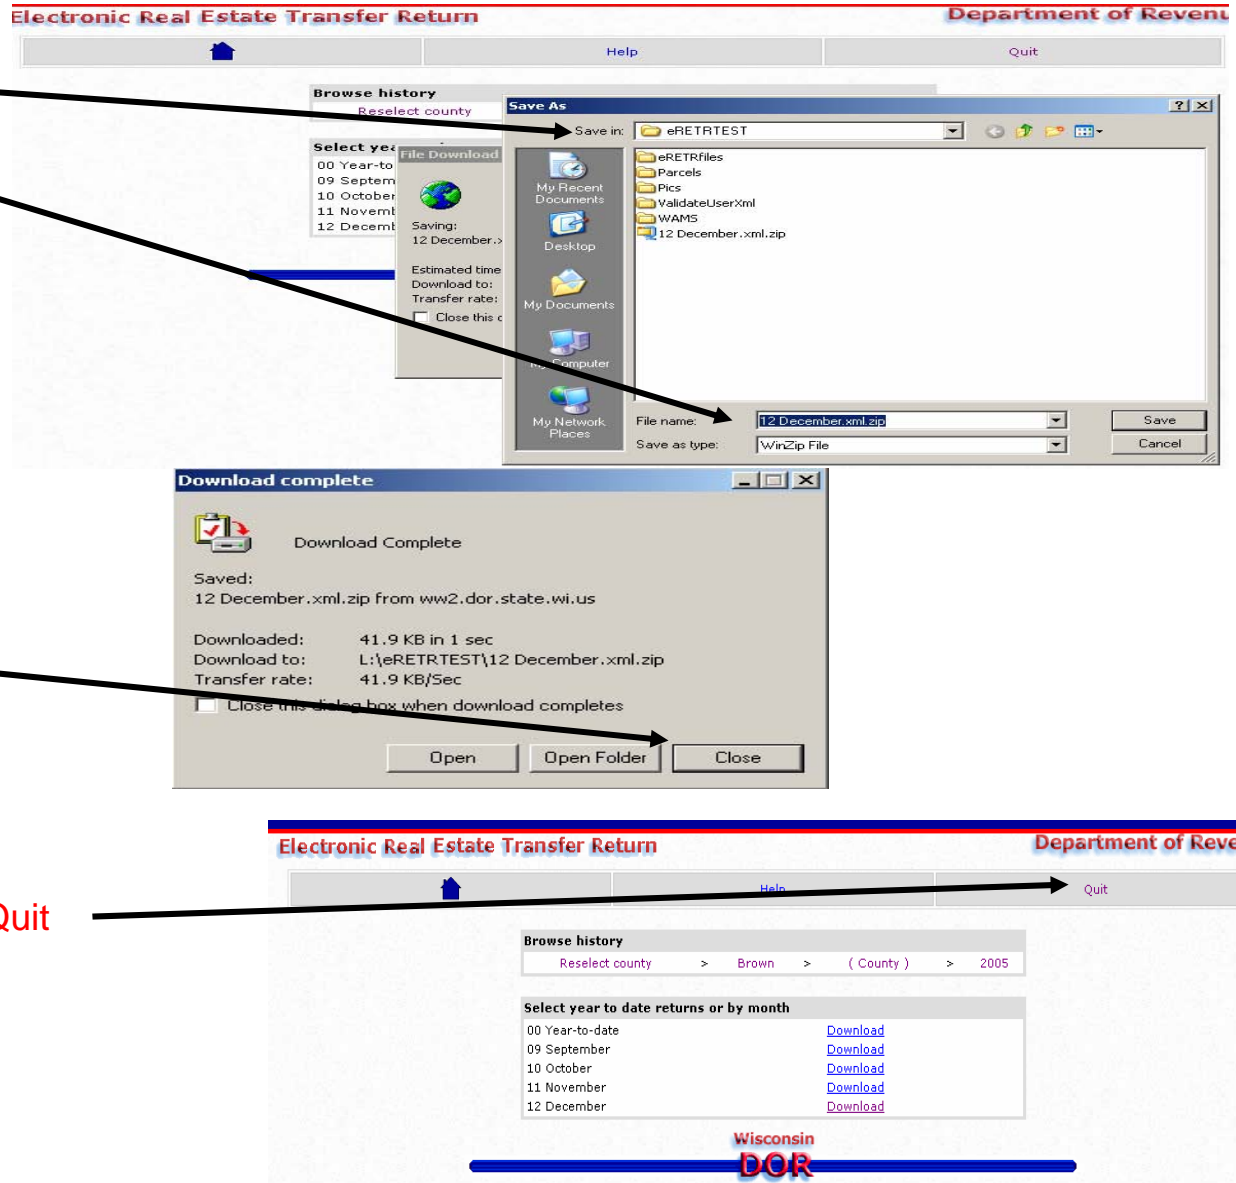 Electronic Real Estate Transfer Return
Department of Revenu
Help
Quit
Browse history
Reselect county
Select yea
00 Year-to
09 Septem
10 October
11 Novem
12 Decemb
File Download
Saving:
12 December.x
Estimated time
Download to:
Transfer rate:
Close this
Save As
Save in:
eRETRTEST
My Recent
Documents
Desktop
My Documents
My Computer
My Network
Places
eRETRfiles
Parcels
Pics
ValidateUserXml
WAMS
12 December.xml.zip
File name:
12 December.xml.zip
Save
Save as type:
WinZip File
Cancel
Download complete
Download Complete
Saved:
12 December.xml.zip from ww2.dor.state.wi.us
Downloaded: 41.9 KB in 1 sec
Download to: L:\eRETRTEST\12 December.xml.zip
Transfer rate: 41.9 KB/Sec
Close this dialog box when download completes
Open
Open Folder
Close
Electronic Real Estate Transfer Return
Department of Reve
Help
Quit
Quit
Browse history
Reselect county > Brown > ( County ) > 2005
Select year to date returns or by month
00 Year-to-date Download
09 September Download
10 October Download
11 November Download
12 December Download
Wisconsin
DOR